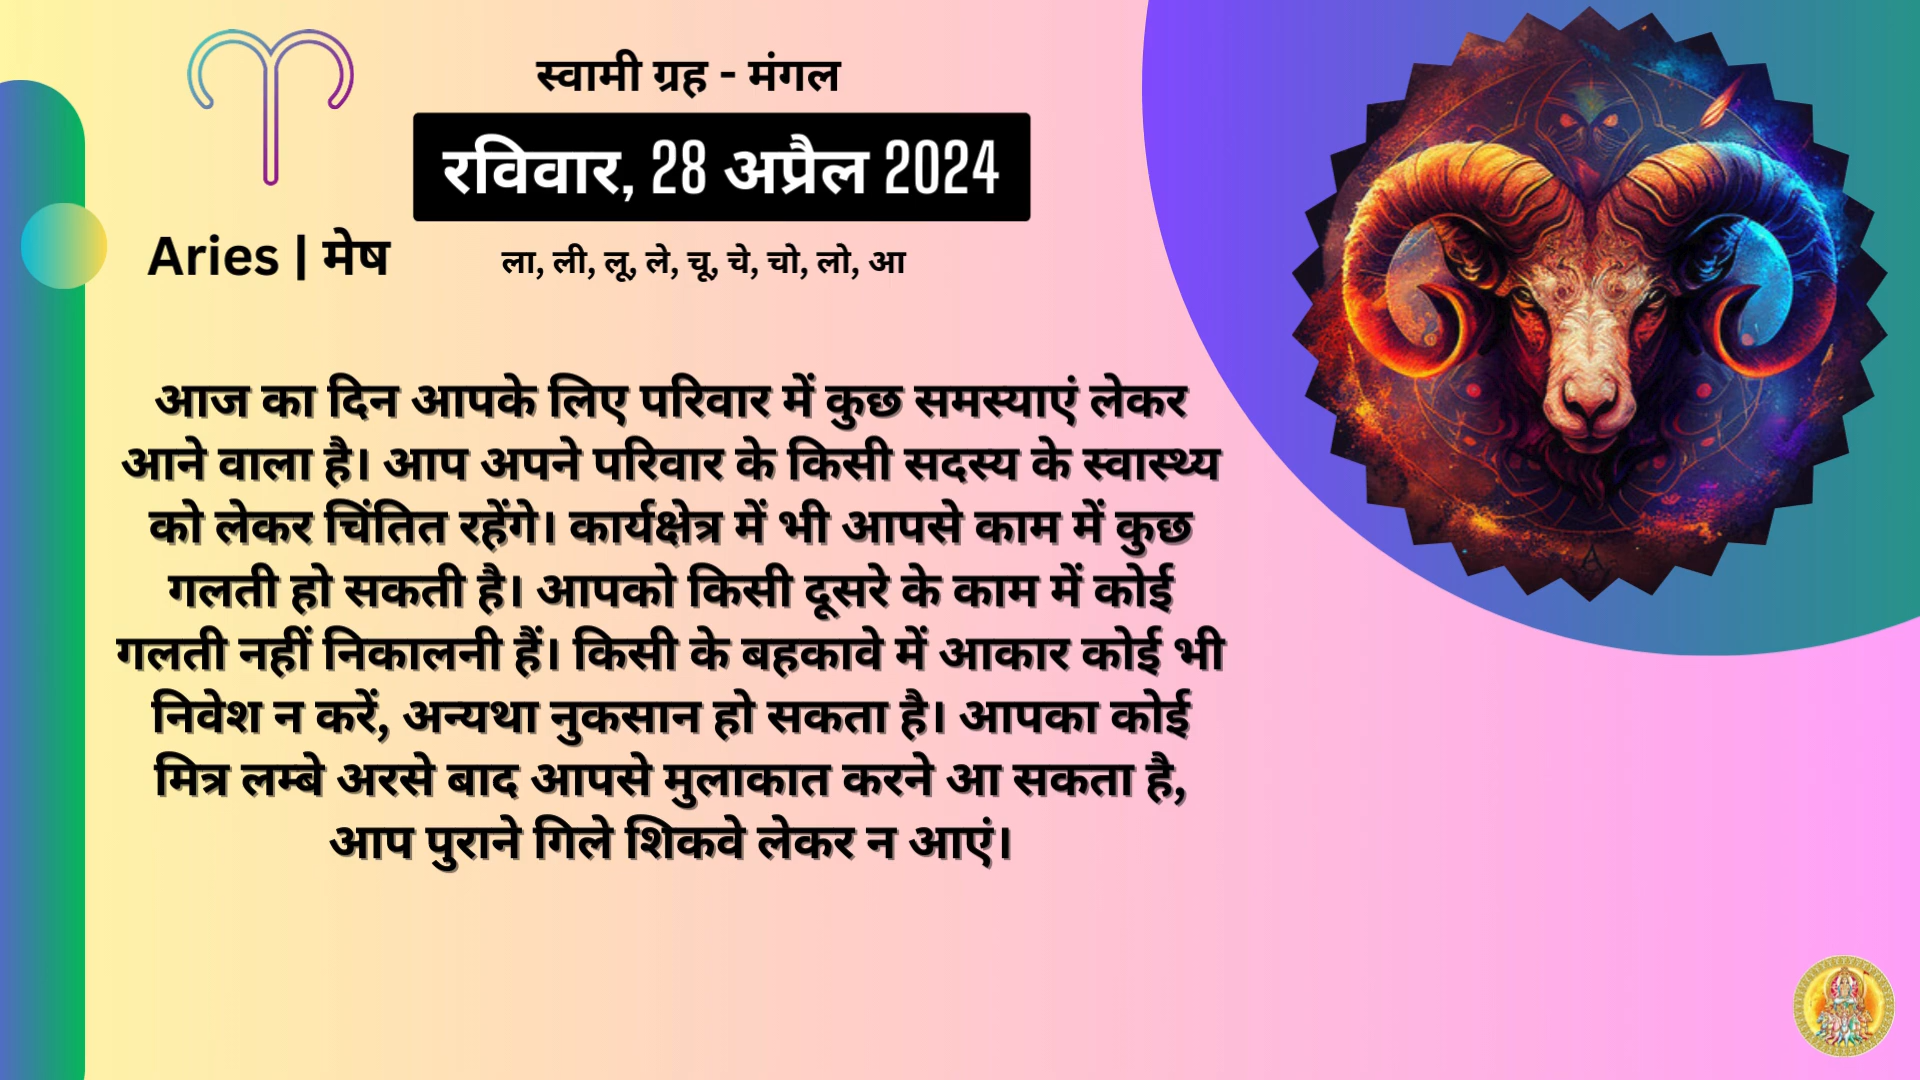 स्वामी ग्रह - मंगल
रविवार, 28 अप्रैल 2024
Aries | मेष
ला, ली, लू, ले, चू, चे, चो, लो, आ
आज का दिन आपके लिए परिवार में कुछ समस्याएं लेकर
आने वाला है। आप अपने परिवार के किसी सदस्य के स्वास्थ्य
को लेकर चिंतित रहेंगे। कार्यक्षेत्र में भी आपसे काम में कुछ
गलती हो सकती है। आपको किसी दूसरे के काम में कोई
गलती नहीं निकालनी हैं। किसी के बहकावे में आकार कोई भी
निवेश न करें, अन्यथा नुकसान हो सकता है। आपका कोई
मित्र लम्बे अरसे बाद आपसे मुलाकात करने आ सकता है,
आप पुराने गिले शिकवे लेकर न आएं।